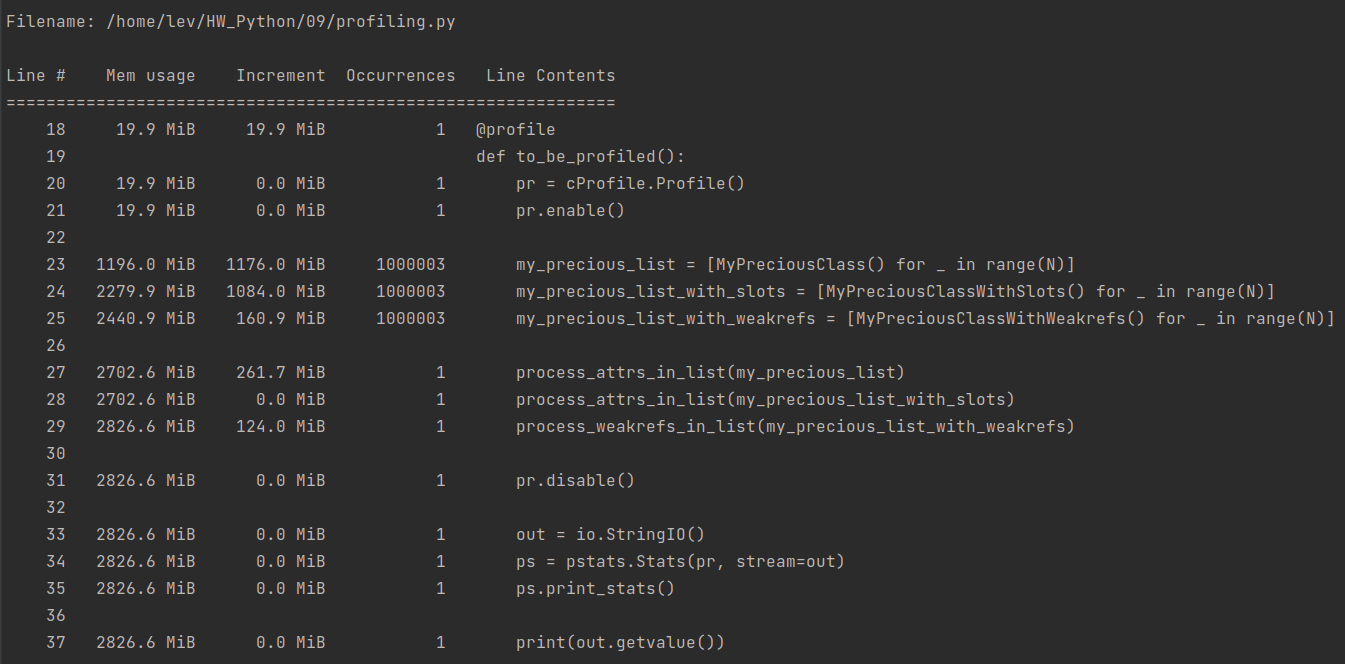 Filename: /home/lev/HW_Python/09/profiling.py
Line #    Mem usage    Increment  Occurrences   Line Contents
=============================================================
    18     19.9 MiB     19.9 MiB           1   @profile
    19                                         def to_be_profiled():
    20     19.9 MiB      0.0 MiB           1       pr = cProfile.Profile()
    21     19.9 MiB      0.0 MiB           1       pr.enable()
    22
    23   1196.0 MiB   1176.0 MiB     1000003       my_precious_list = [MyPreciousClass() for _ in range(N)]
    24   2279.9 MiB   1084.0 MiB     1000003       my_precious_list_with_slots = [MyPreciousClassWithSlots() for _ in range(N)]
    25   2440.9 MiB    160.9 MiB     1000003       my_precious_list_with_weakrefs = [MyPreciousClassWithWeakrefs() for _ in range(N)]
    26
    27   2702.6 MiB    261.7 MiB           1       process_attrs_in_list(my_precious_list)
    28   2702.6 MiB      0.0 MiB           1       process_attrs_in_list(my_precious_list_with_slots)
    29   2826.6 MiB    124.0 MiB           1       process_weakrefs_in_list(my_precious_list_with_weakrefs)
    30
    31   2826.6 MiB      0.0 MiB           1       pr.disable()
    32
    33   2826.6 MiB      0.0 MiB           1       out = io.StringIO()
    34   2826.6 MiB      0.0 MiB           1       ps = pstats.Stats(pr, stream=out)
    35   2826.6 MiB      0.0 MiB           1       ps.print_stats()
    36
    37   2826.6 MiB      0.0 MiB           1       print(out.getvalue())